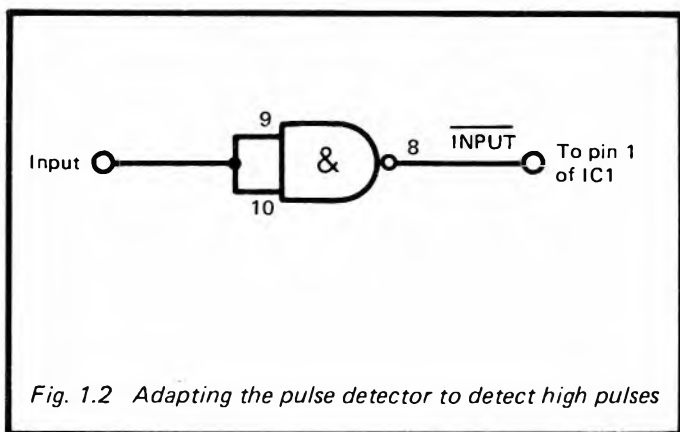 9
8
INPUT
Input
&
To pin 1
of IC1
10
Fig. 1.2 Adapting the pulse detector to detect high pulses